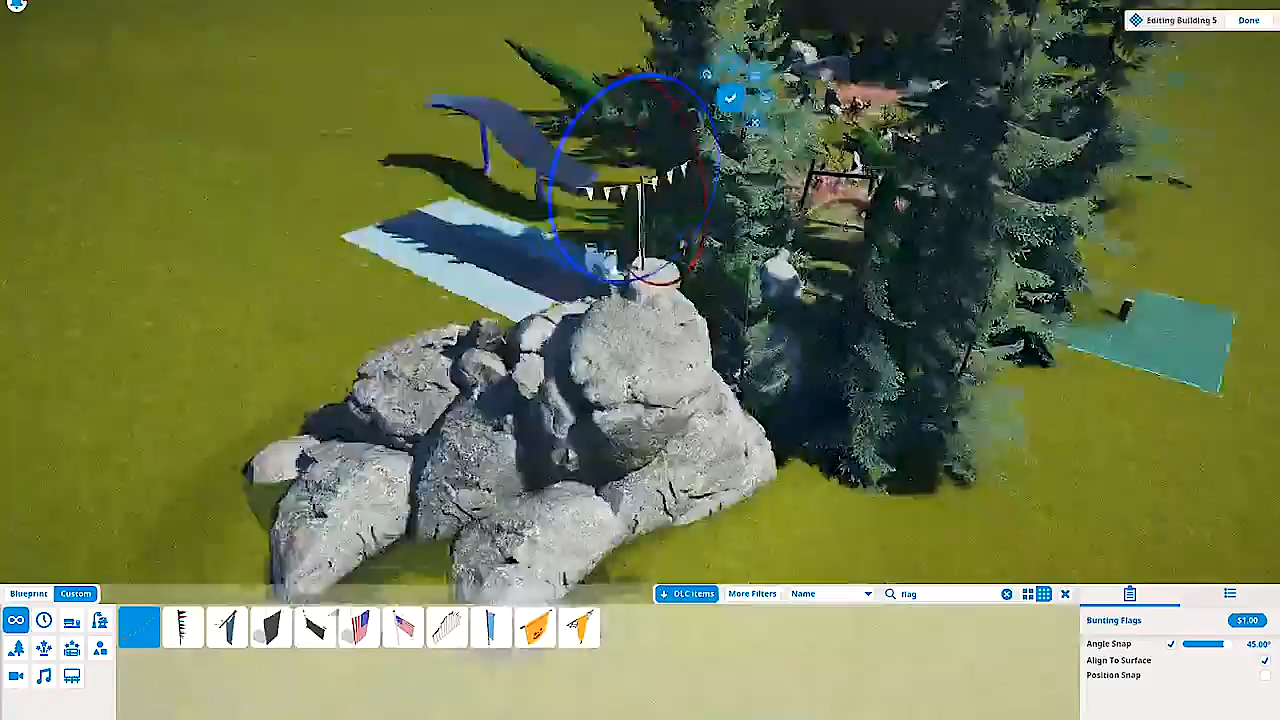 Editing Building 5 Done
Blueprint Custom
DLC Items More Filters Name flag
Bunting Flags $1.00
Angle Snap 45.00°
Align To Surface
Position Snap